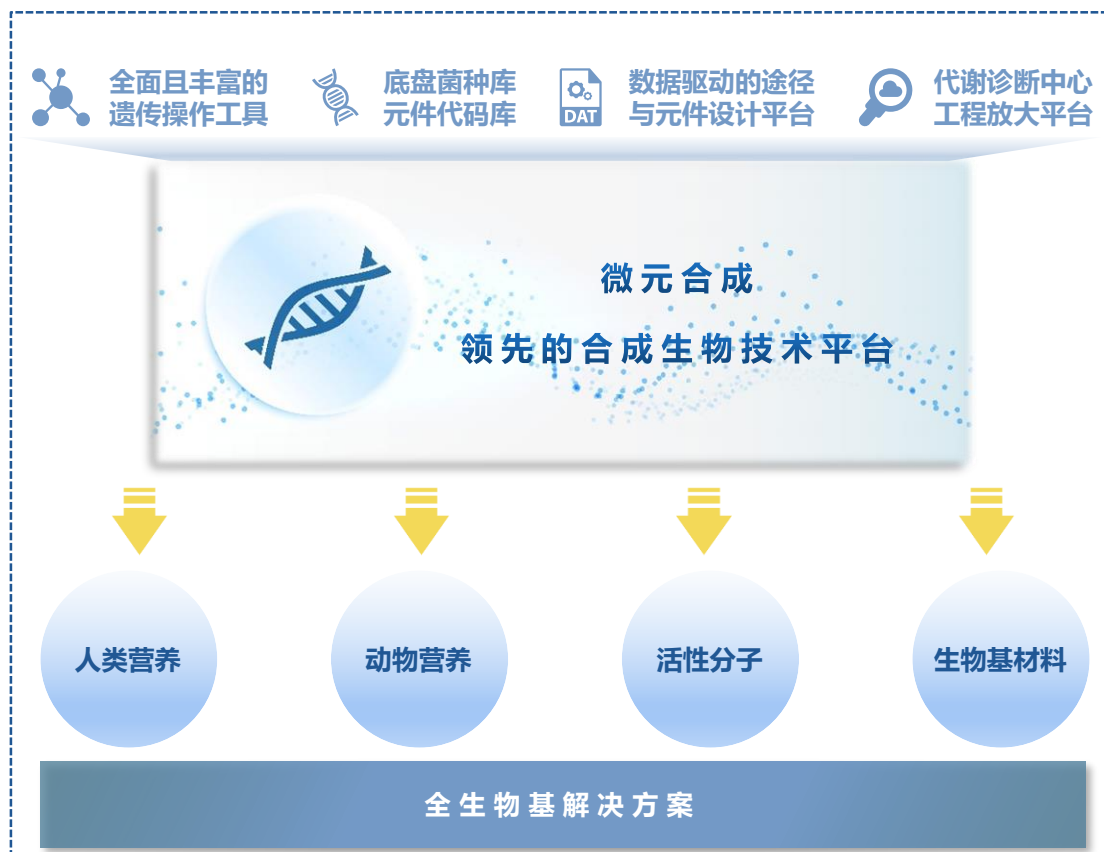 全面且丰富的
遗传操作工具
底盘菌种库
元件代码库
DAT
数据驱动的途径
与元件设计平台
代谢诊断中心
工程放大平台
微元合成
领先的合成生物技术平台
人类营养
动物营养
活性分子
生物基材料
全生物基解决方案